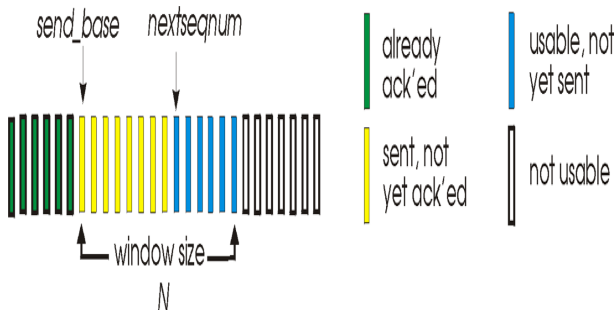 send_base
nextseqnum
window size
N
already
ack'ed
sent, not
yet ack'ed
usable, not
yet sent
not usable